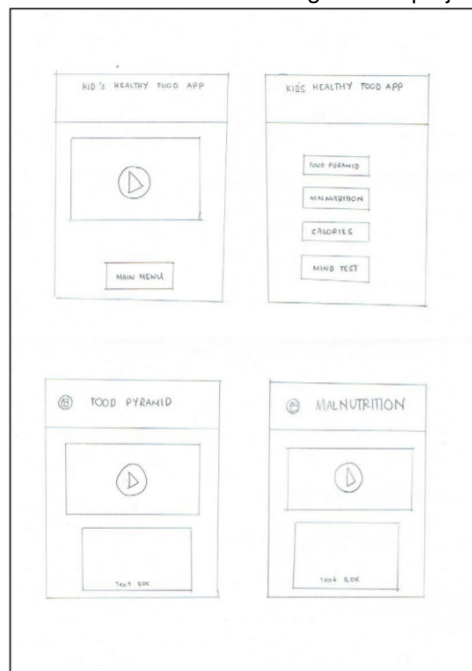 KID'S HEALTHY FOOD APP
MAIN MENU
KID'S HEALTHY FOOD APP
FOOD PYRAMID
MALNUTRITION
CALORIES
MIND TEST
FOOD PYRAMID
Text BOX
MALNUTRITION
Text BOX